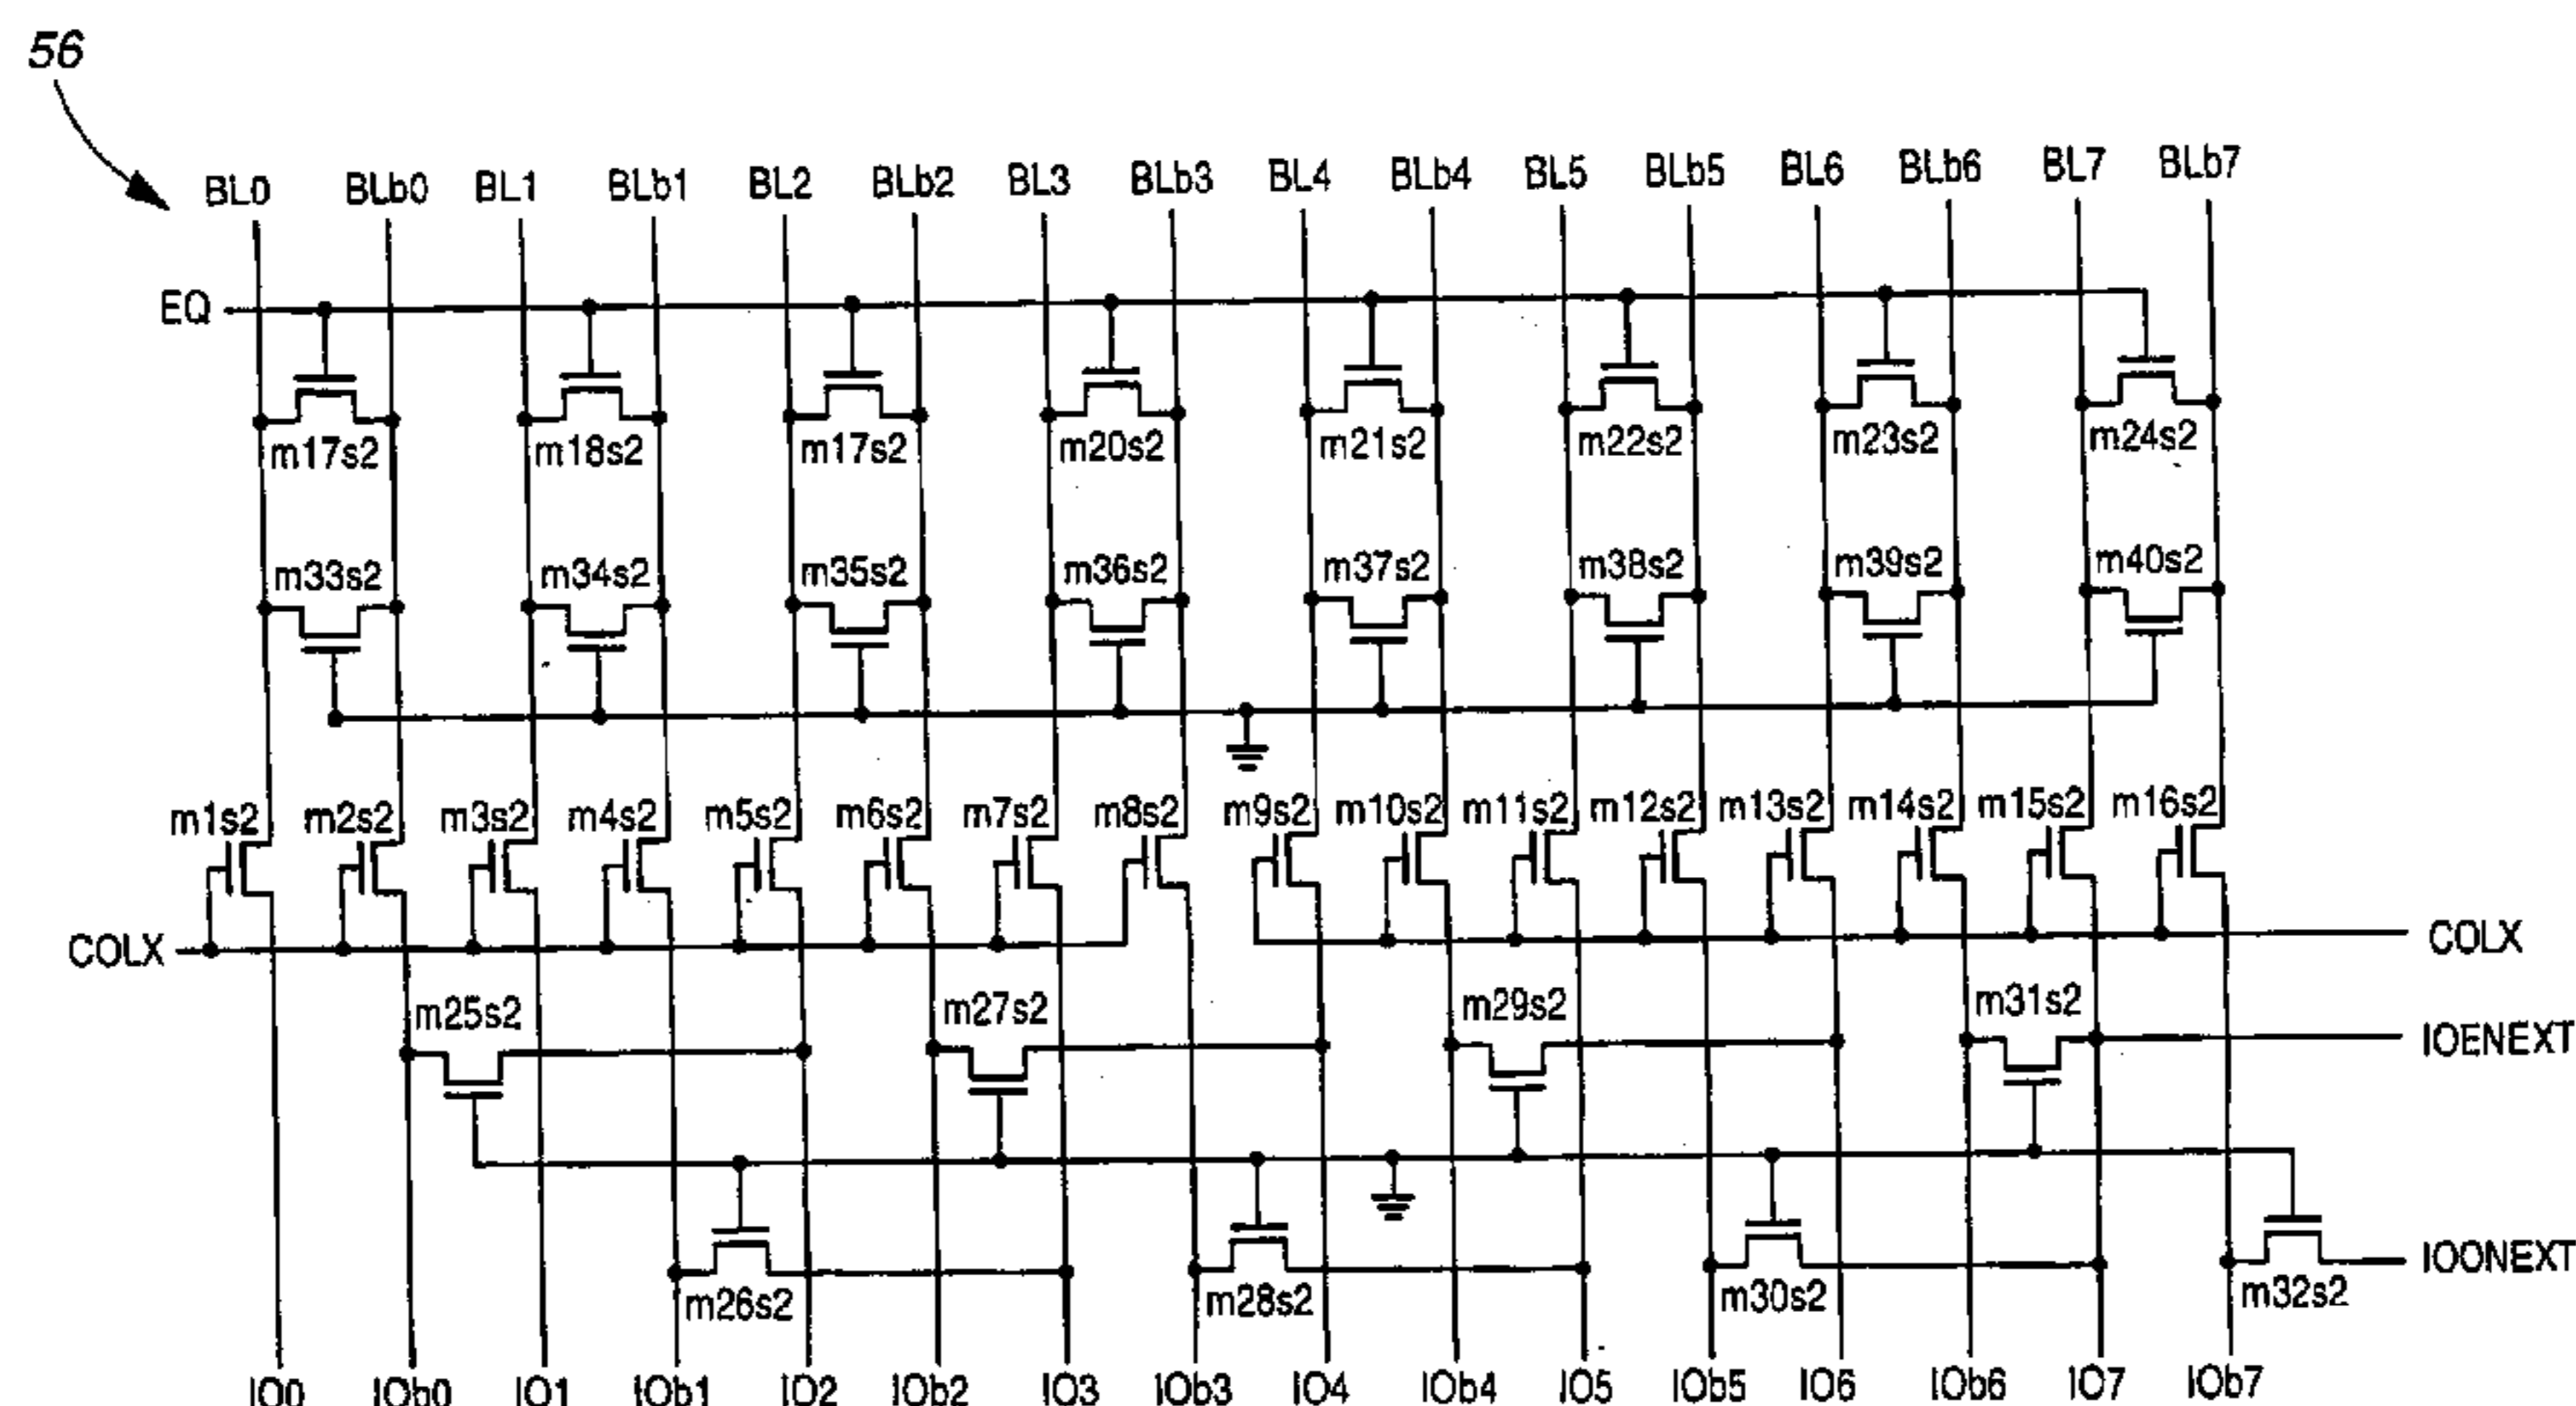 56
BL0 BLb0 BL1 BLb1 BL2 BLb2 BL3 BLb3 BL4 BLb4 BL5 BLb5 BL6 BLb6 BL7 BLb7
EQ
m17s2 m18s2 m17s2 m20s2 m21s2 m22s2 m23s2 m24s2
m33s2 m34s2 m35s2 m36s2 m37s2 m38s2 m39s2 m40s2
m1s2 m2s2 m3s2 m4s2 m5s2 m6s2 m7s2 m8s2 m9s2 m10s2 m11s2 m12s2 m13s2 m14s2 m15s2 m16s2
COLX COLX
m25s2 m27s2 m29s2 m31s2
IOENEXT
IOONEXT
m26s2 m28s2 m30s2 m32s2
IO0 IOb0 IO1 IOb1 IO2 IOb2 IO3 IOb3 IO4 IOb4 IO5 IOb5 IO6 IOb6 IO7 IOb7